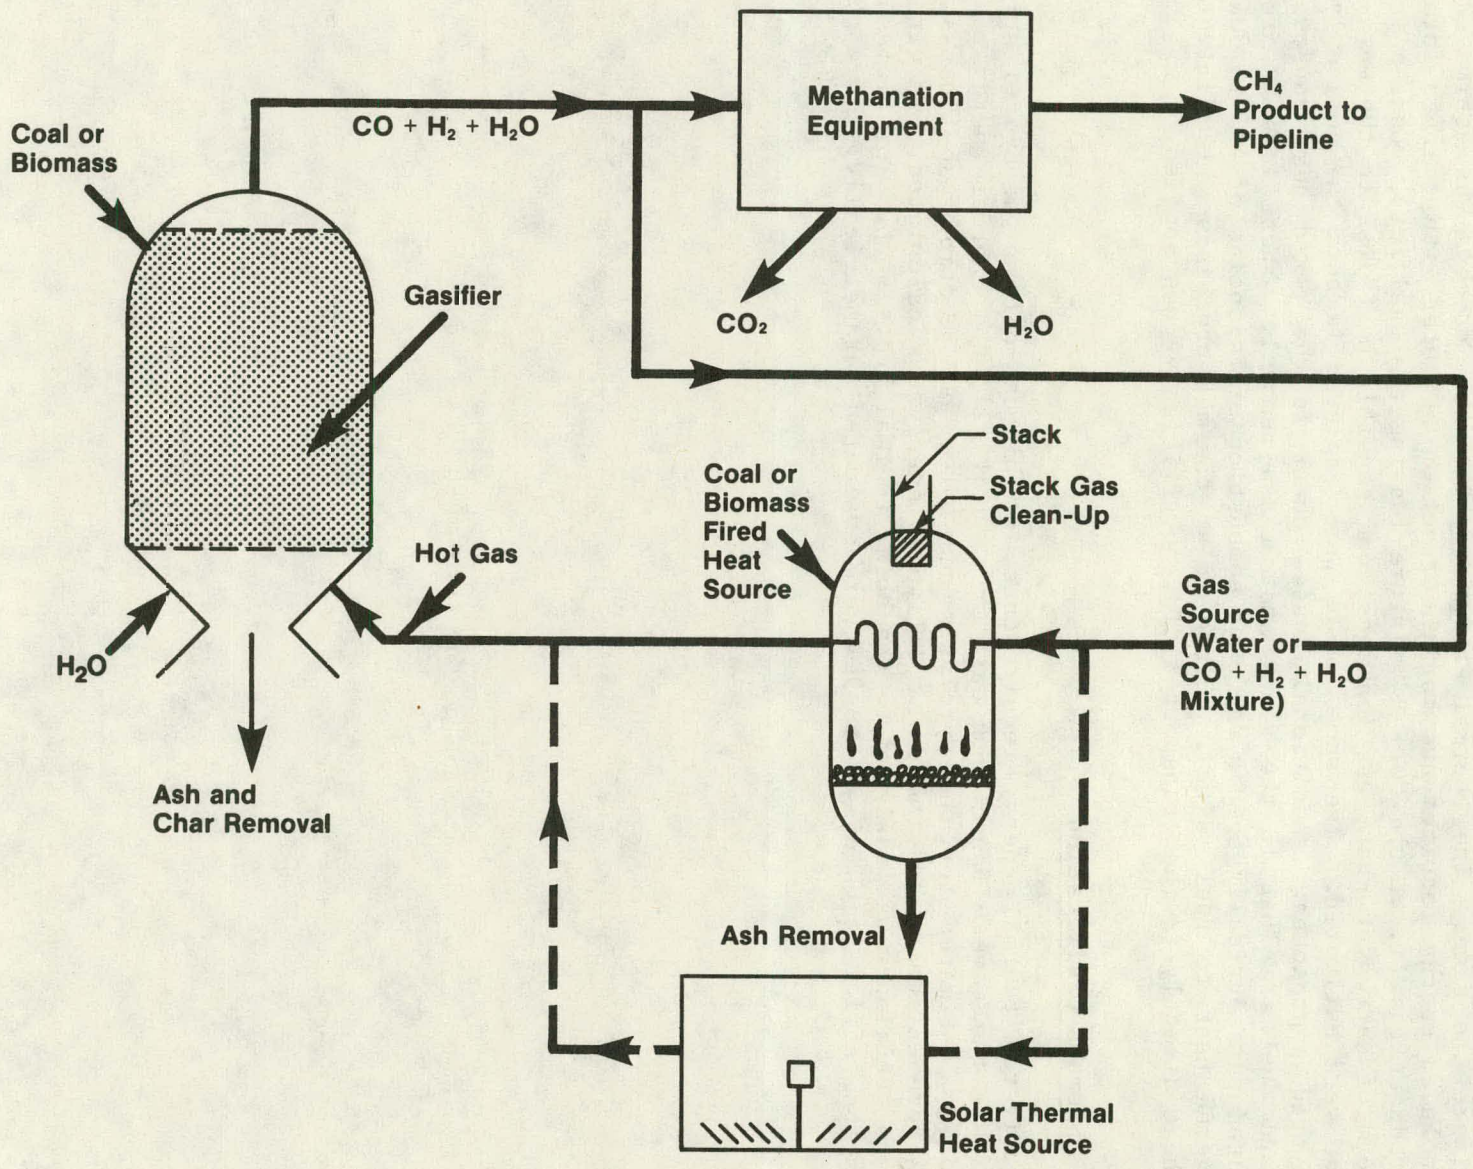 Coal or
Biomass
CO + H₂ + H₂O
Methanation
Equipment
CH₄
Product to
Pipeline
Gasifier
CO₂
H₂O
Stack
Stack Gas
Clean-Up
Coal or
Biomass
Fired
Heat
Source
Hot Gas
H₂O
Gas
Source
(Water or
CO + H₂ + H₂O
Mixture)
Ash and
Char Removal
Ash Removal
Solar Thermal
Heat Source